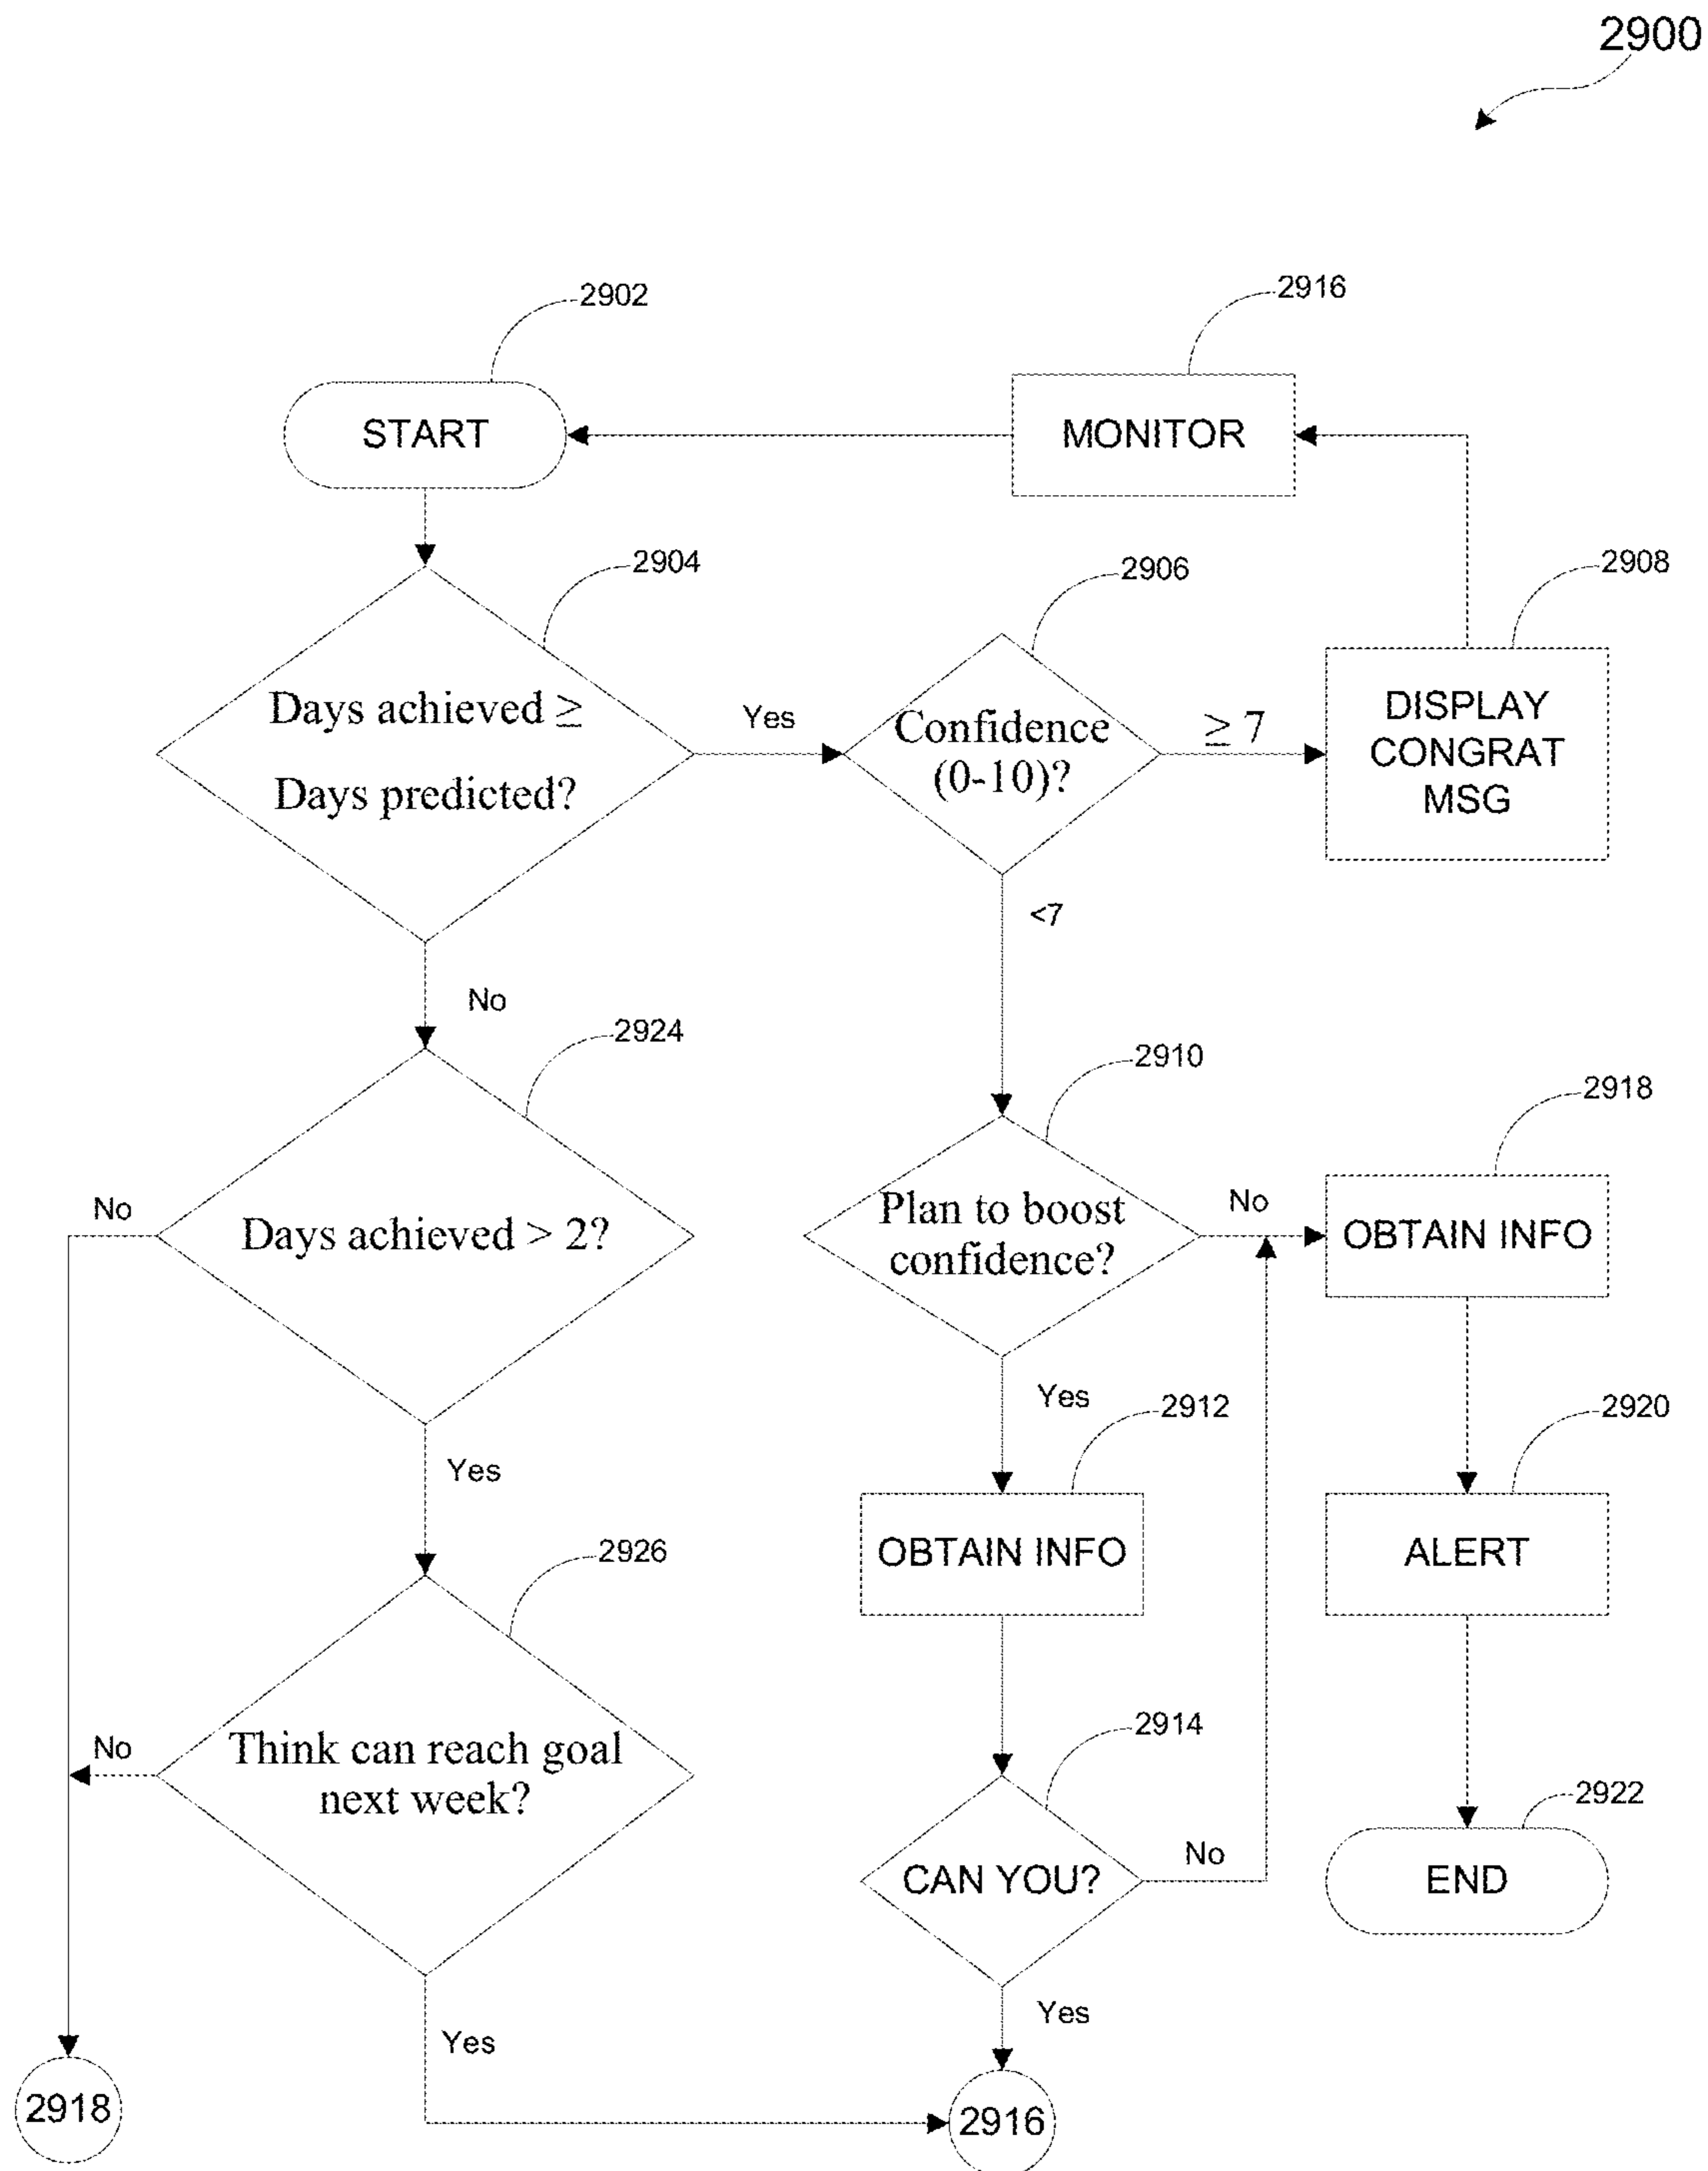 2900
2902
2916
START
MONITOR
2904
2906
2908
Days achieved ≥
Days predicted?
Yes
Confidence
(0-10)?
≥ 7
DISPLAY
CONGRAT
MSG
<7
No
2924
2910
2918
No
Days achieved > 2?
Plan to boost
confidence?
No
OBTAIN INFO
Yes
2912
2920
Yes
OBTAIN INFO
ALERT
2926
2914
No
Think can reach goal
next week?
2922
CAN YOU?
No
END
Yes
Yes
2918
2916